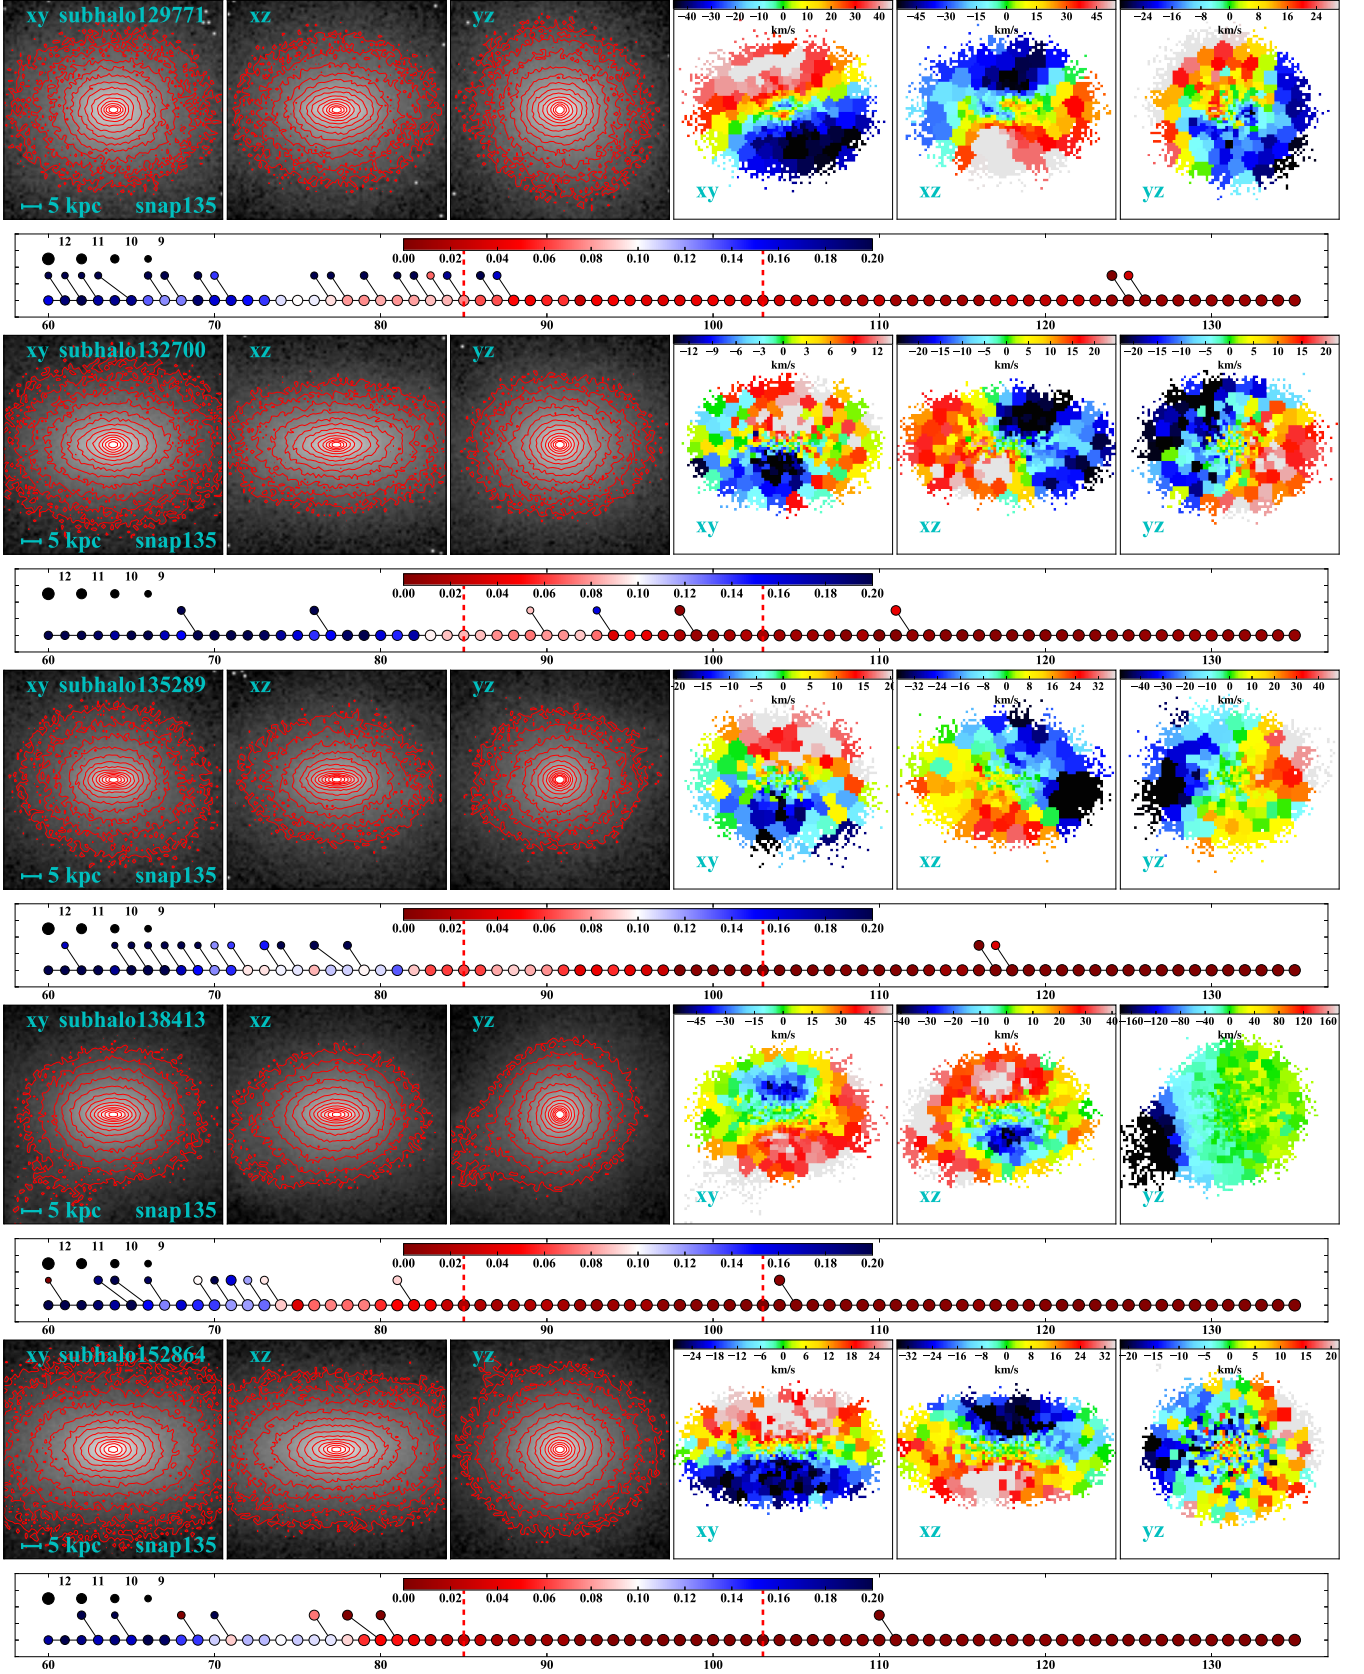 xy subhalo129771 xz yz
5 kpc snap135
−40 −30 −20 −10 0 10 20 30 40
km/s
xy
−45 −30 −15 0 15 30 45
km/s
xz
−24 −16 −8 0 8 16 24
km/s
yz
12 11 10 9
0.00 0.02 0.04 0.06 0.08 0.10 0.12 0.14 0.16 0.18 0.20
60 70 80 90 100 110 120 130
xy subhalo132700 xz yz
5 kpc snap135
−12 −9 −6 −3 0 3 6 9 12
km/s
xy
−20 −15 −10 −5 0 5 10 15 20
km/s
xz
−20 −15 −10 −5 0 5 10 15 20
km/s
yz
12 11 10 9
0.00 0.02 0.04 0.06 0.08 0.10 0.12 0.14 0.16 0.18 0.20
60 70 80 90 100 110 120 130
xy subhalo135289 xz yz
5 kpc snap135
−20 −15 −10 −5 0 5 10 15 20
km/s
xy
−32 −24 −16 −8 0 8 16 24 32
km/s
xz
−40 −30 −20 −10 0 10 20 30 40
km/s
yz
12 11 10 9
0.00 0.02 0.04 0.06 0.08 0.10 0.12 0.14 0.16 0.18 0.20
60 70 80 90 100 110 120 130
xy subhalo138413 xz yz
5 kpc snap135
−45 −30 −15 0 15 30 45
km/s
xy
−40 −30 −20 −10 0 10 20 30 40
km/s
xz
−160 −120 −80 −40 0 40 80 120 160
km/s
yz
12 11 10 9
0.00 0.02 0.04 0.06 0.08 0.10 0.12 0.14 0.16 0.18 0.20
60 70 80 90 100 110 120 130
xy subhalo152864 xz yz
5 kpc snap135
−24 −18 −12 −6 0 6 12 18 24
km/s
xy
−32 −24 −16 −8 0 8 16 24 32
km/s
xz
−20 −15 −10 −5 0 5 10 15 20
km/s
yz
12 11 10 9
0.00 0.02 0.04 0.06 0.08 0.10 0.12 0.14 0.16 0.18 0.20
60 70 80 90 100 110 120 130